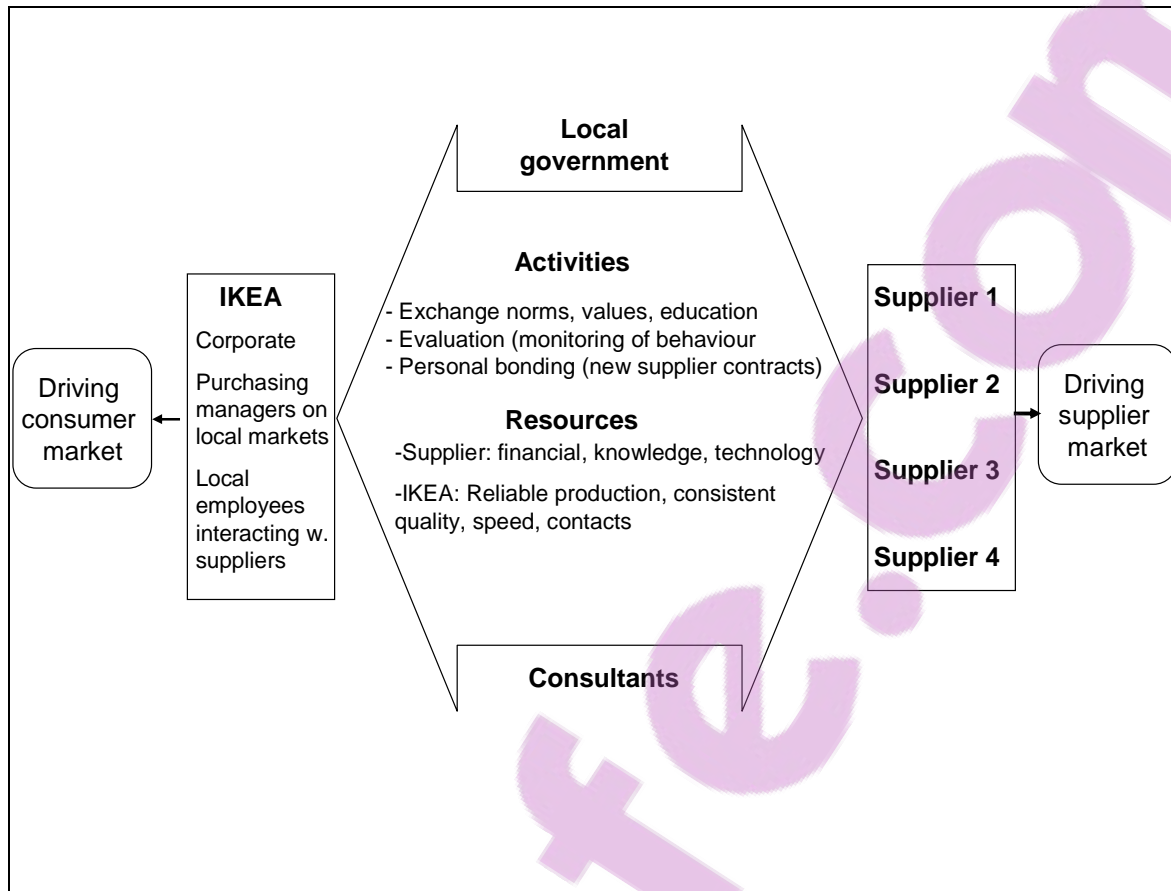 Local
government
Activities
- Exchange norms, values, education
- Evaluation (monitoring of behaviour
- Personal bonding (new supplier contracts)
Resources
-Supplier: financial, knowledge, technology
-IKEA: Reliable production, consistent
quality, speed, contacts
Consultants
IKEA
Corporate
Purchasing
managers on
local markets
Local
employees
interacting w.
suppliers
Driving
consumer
market
Supplier 1
Supplier 2
Supplier 3
Supplier 4
Driving
supplier
market
fe.com